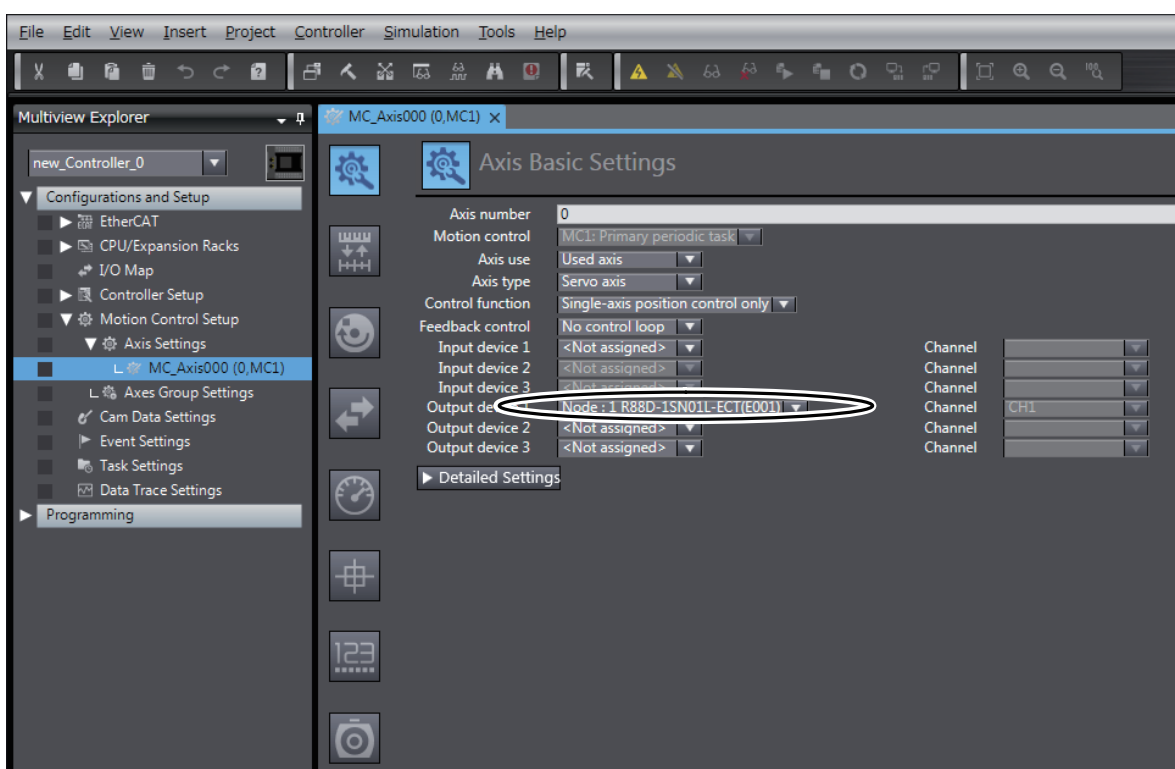 File Edit View Insert Project Controller Simulation Tools Help
Multiview Explorer
new_Controller_0
Configurations and Setup
EtherCAT
CPU/Expansion Racks
I/O Map
Controller Setup
Motion Control Setup
Axis Settings
MC_Axis000 (0,MC1)
Axes Group Settings
Cam Data Settings
Event Settings
Task Settings
Data Trace Settings
Programming
MC_Axis000 (0,MC1)
Axis Basic Settings
Axis number 0
Motion control MC1: Primary periodic task
Axis use Used axis
Axis type Servo axis
Control function Single-axis position control only
Feedback control No control loop
Input device 1 <Not assigned> Channel
Input device 2 <Not assigned> Channel
Input device 3 <Not assigned> Channel
Output de Node : 1 R88D-1SN01L-ECT(E001) Channel CH1
Output device 2 <Not assigned> Channel
Output device 3 <Not assigned> Channel
Detailed Settings
123